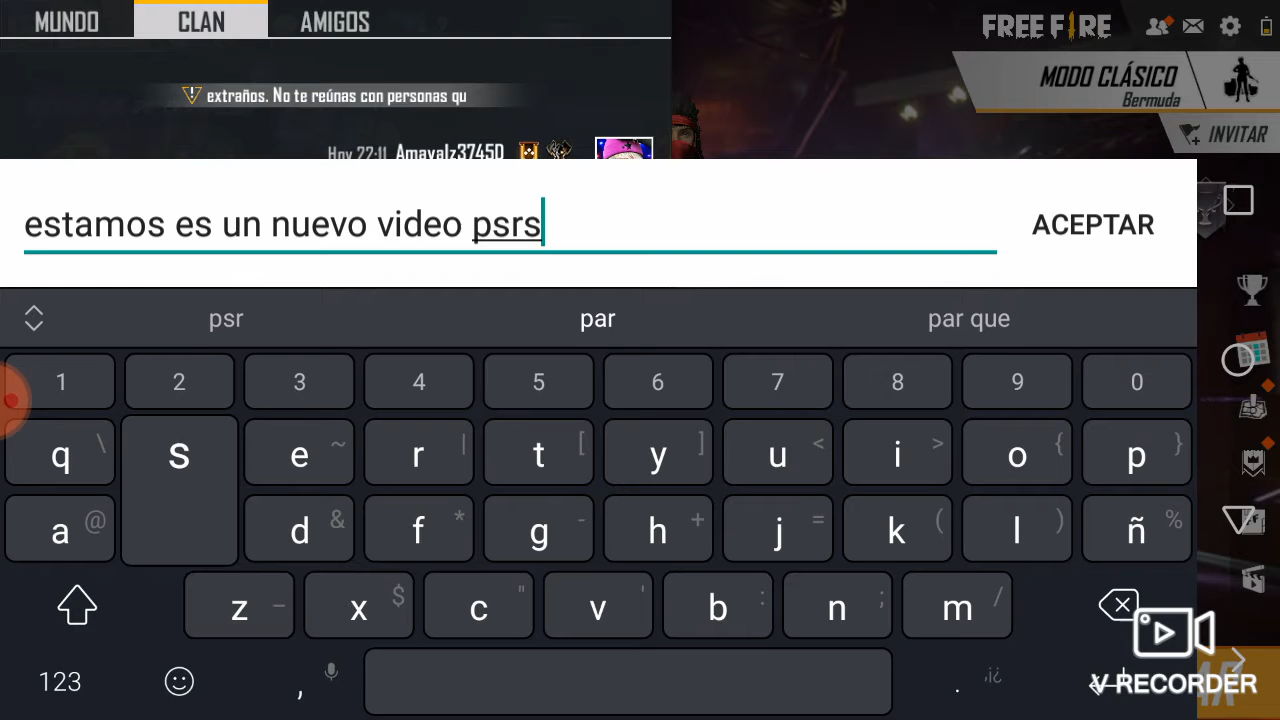 MUNDO CLAN AMIGOS
FREE FIRE
MODO CLÁSICO
Bermuda
extraños. No te reúnas con personas qu
INVITAR
Hoy 22:11 Amayalz3745D
estamos es un nuevo video psrs
ACEPTAR
psr par par que
1 2 3 4 5 6 7 8 9 0
q \ s e ~ r | t [ y ] u < i > o { p }
a @ d & f * g - h + j = k ( l ) ñ %
z _ x $ c " v ' b : n ; m /
123 , . ,¡¿
V RECORDER